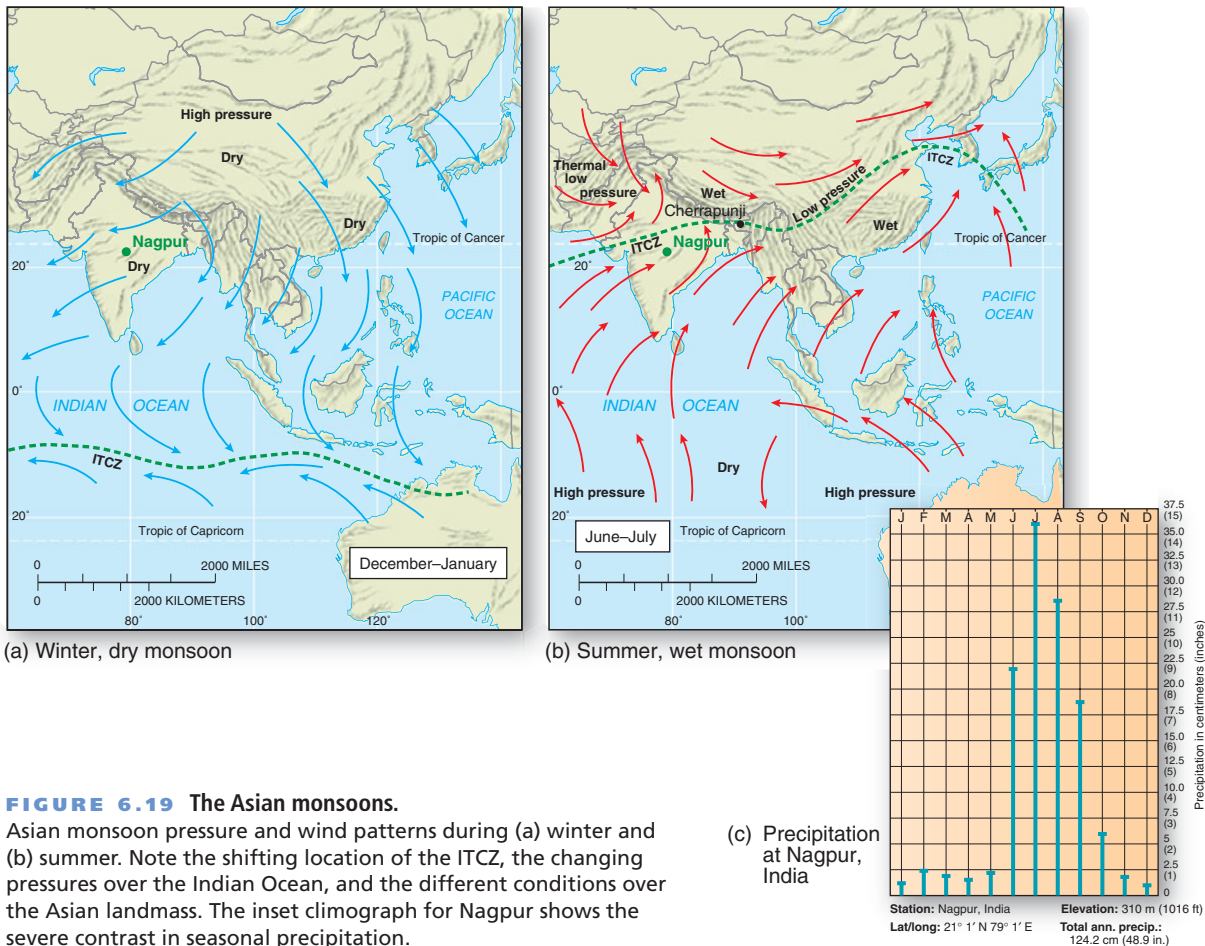 High pressure
Dry
Dry
Nagpur
Dry
Tropic of Cancer
20°
PACIFIC
OCEAN
0°
INDIAN OCEAN
ITCZ
20°
Tropic of Capricorn
December–January
0 2000 MILES
0 2000 KILOMETERS
80° 100° 120°
(a) Winter, dry monsoon
Thermal
low
pressure
Wet
Cherrapunji
Low pressure
ITCZ
Wet
ITCZ
Nagpur
Tropic of Cancer
20°
PACIFIC
OCEAN
0°
INDIAN OCEAN
Dry
High pressure
High pressure
20°
June–July
Tropic of Capricorn
0 2000 MILES
0 2000 KILOMETERS
80° 100°
(b) Summer, wet monsoon
J F M A M J J A S O N D
37.5
(15)
35.0
(14)
32.5
(13)
30.0
(12)
27.5
(11)
25
(10)
22.5
(9)
20.0
(8)
17.5
(7)
15.0
(6)
12.5
(5)
10.0
(4)
7.5
(3)
5
(2)
2.5
(1)
0
Precipitation in centimeters (inches)
(c) Precipitation
at Nagpur,
India
Station: Nagpur, India Elevation: 310 m (1016 ft)
Lat/long: 21° 1′ N 79° 1′ E Total ann. precip.:
124.2 cm (48.9 in.)
FIGURE 6.19 The Asian monsoons.
Asian monsoon pressure and wind patterns during (a) winter and
(b) summer. Note the shifting location of the ITCZ, the changing
pressures over the Indian Ocean, and the different conditions over
the Asian landmass. The inset climograph for Nagpur shows the
severe contrast in seasonal precipitation.